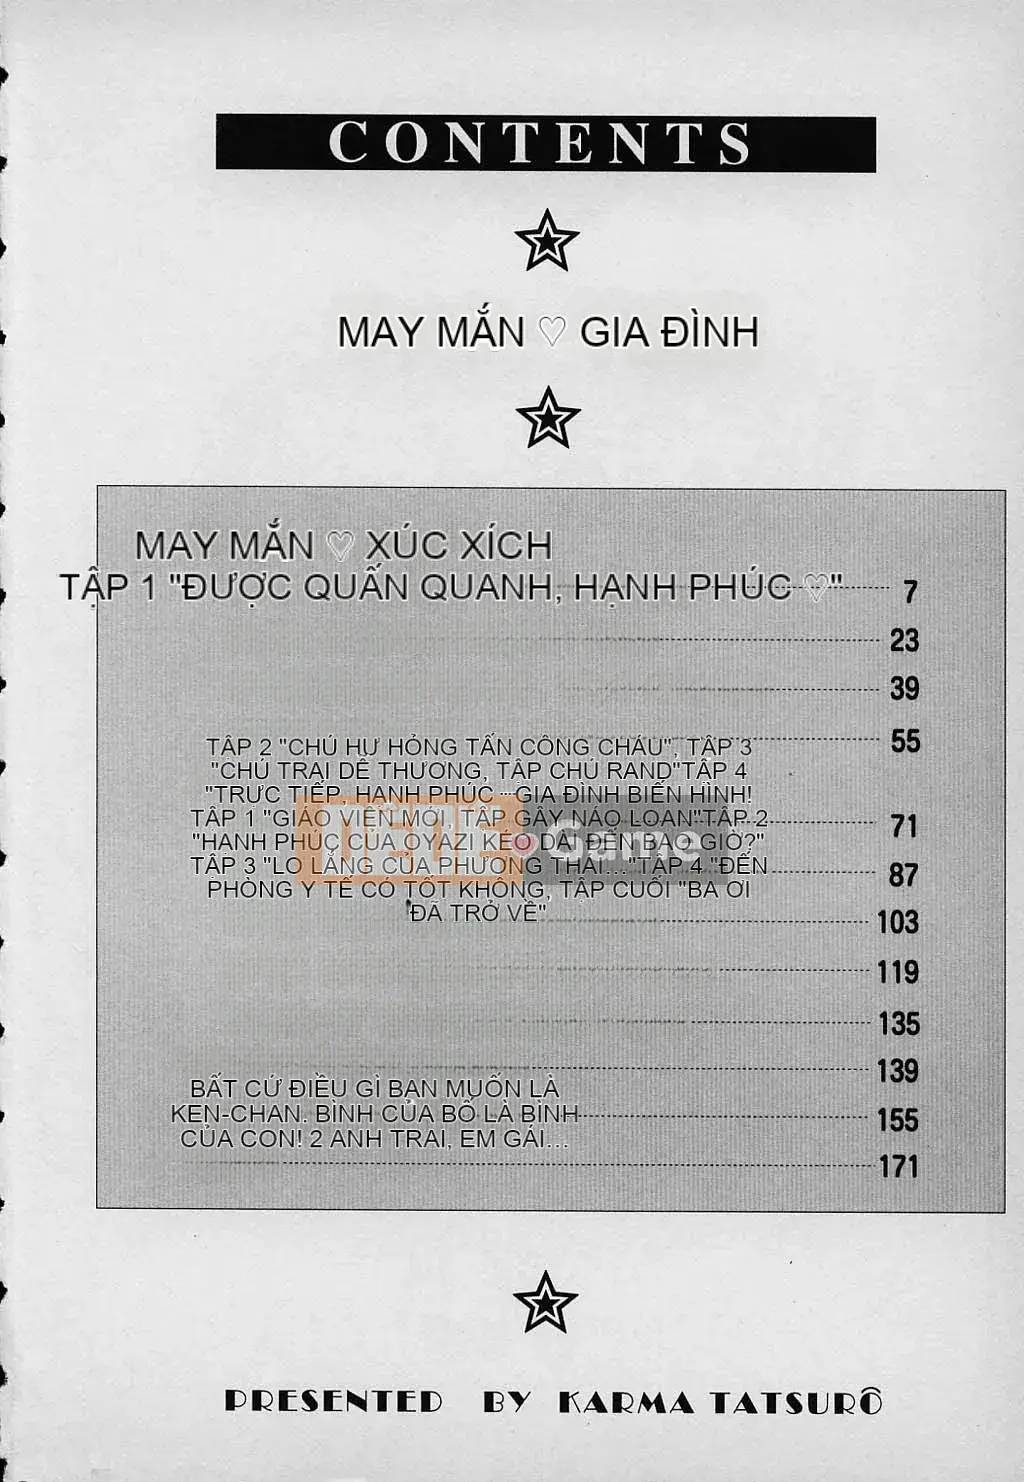 CONTENTS
MAY MẮN ♡ GIA ĐÌNH
MAY MẮN ♡ XÚC XÍCH
TẬP 1 "ĐƯỢC QUẤN QUANH, HẠNH PHÚC ♡" 7
23
39
55
TẬP 2 "CHÚ HƯ HỎNG TẤN CÔNG CHÁU", TẬP 3
"CHÚ TRAI DỄ THƯƠNG, TẬP CHÚ RAND"TẬP 4
"TRỰC TIẾP, HẠNH PHÚC ...GIA ĐÌNH BIẾN HÌNH!
TẬP 1 "GIÁO VIÊN MỚI, TẬP GÂY NÁO LOẠN"TẬP 2 71
"HẠNH PHÚC CỦA OYAZI KÉO DÀI ĐẾN BAO GIỜ?"
TẬP 3 "LO LẮNG CỦA PHƯƠNG THÁI..."TẬP 4 "ĐẾN 87
PHÒNG Y TẾ CÓ TỐT KHÔNG, TẬP CUỐI "BA ƠI
ĐÃ TRỞ VỀ" 103
Game
119
135
139
BẤT CỨ ĐIỀU GÌ BẠN MUỐN LÀ
KEN-CHAN. BÌNH CỦA BỐ LÀ BÌNH 155
CỦA CON! 2 ANH TRAI, EM GÁI...
171
PRESENTED BY KARMA TATSURÔ